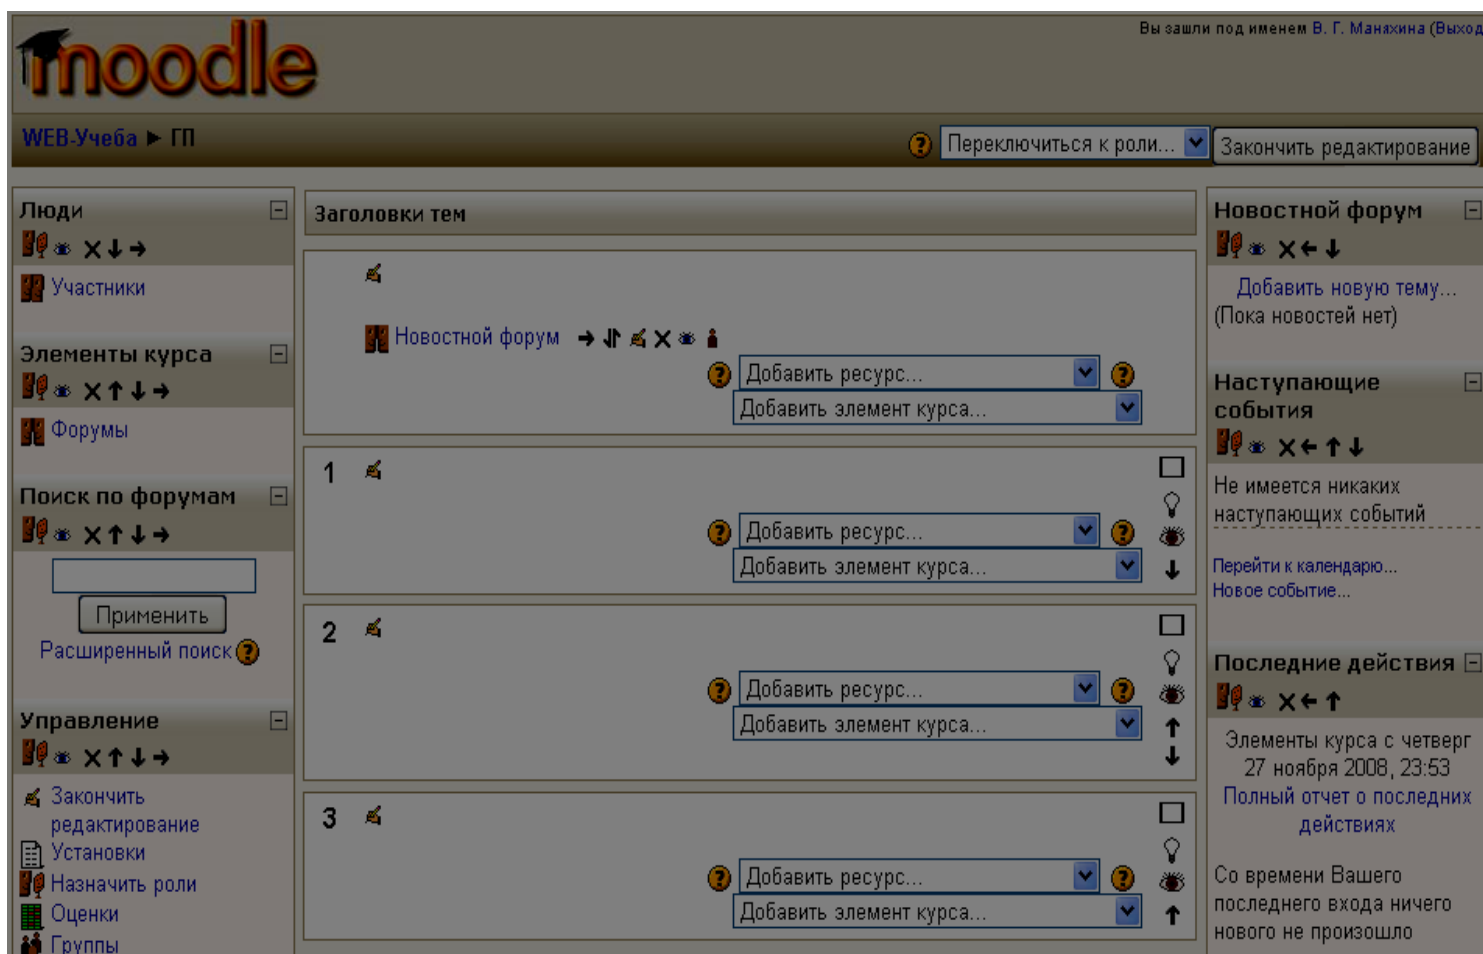 moodle
Вы зашли под именем В. Г. Маняхина (Выход
WEB-Учеба ► ГП
Переключиться к роли...
Закончить редактирование
Люди
Участники
Элементы курса
Форумы
Поиск по форумам
Применить
Расширенный поиск
Управление
Закончить
редактирование
Установки
Назначить роли
Оценки
Группы
Заголовки тем
Новостной форум
Добавить ресурс...
Добавить элемент курса...
1
Добавить ресурс...
Добавить элемент курса...
2
Добавить ресурс...
Добавить элемент курса...
3
Добавить ресурс...
Добавить элемент курса...
Новостной форум
Добавить новую тему...
(Пока новостей нет)
Наступающие
события
Не имеется никаких
наступающих событий
Перейти к календарю...
Новое событие...
Последние действия
Элементы курса с четверг
27 ноября 2008, 23:53
Полный отчет о последних
действиях
Со времени Вашего
последнего входа ничего
нового не произошло